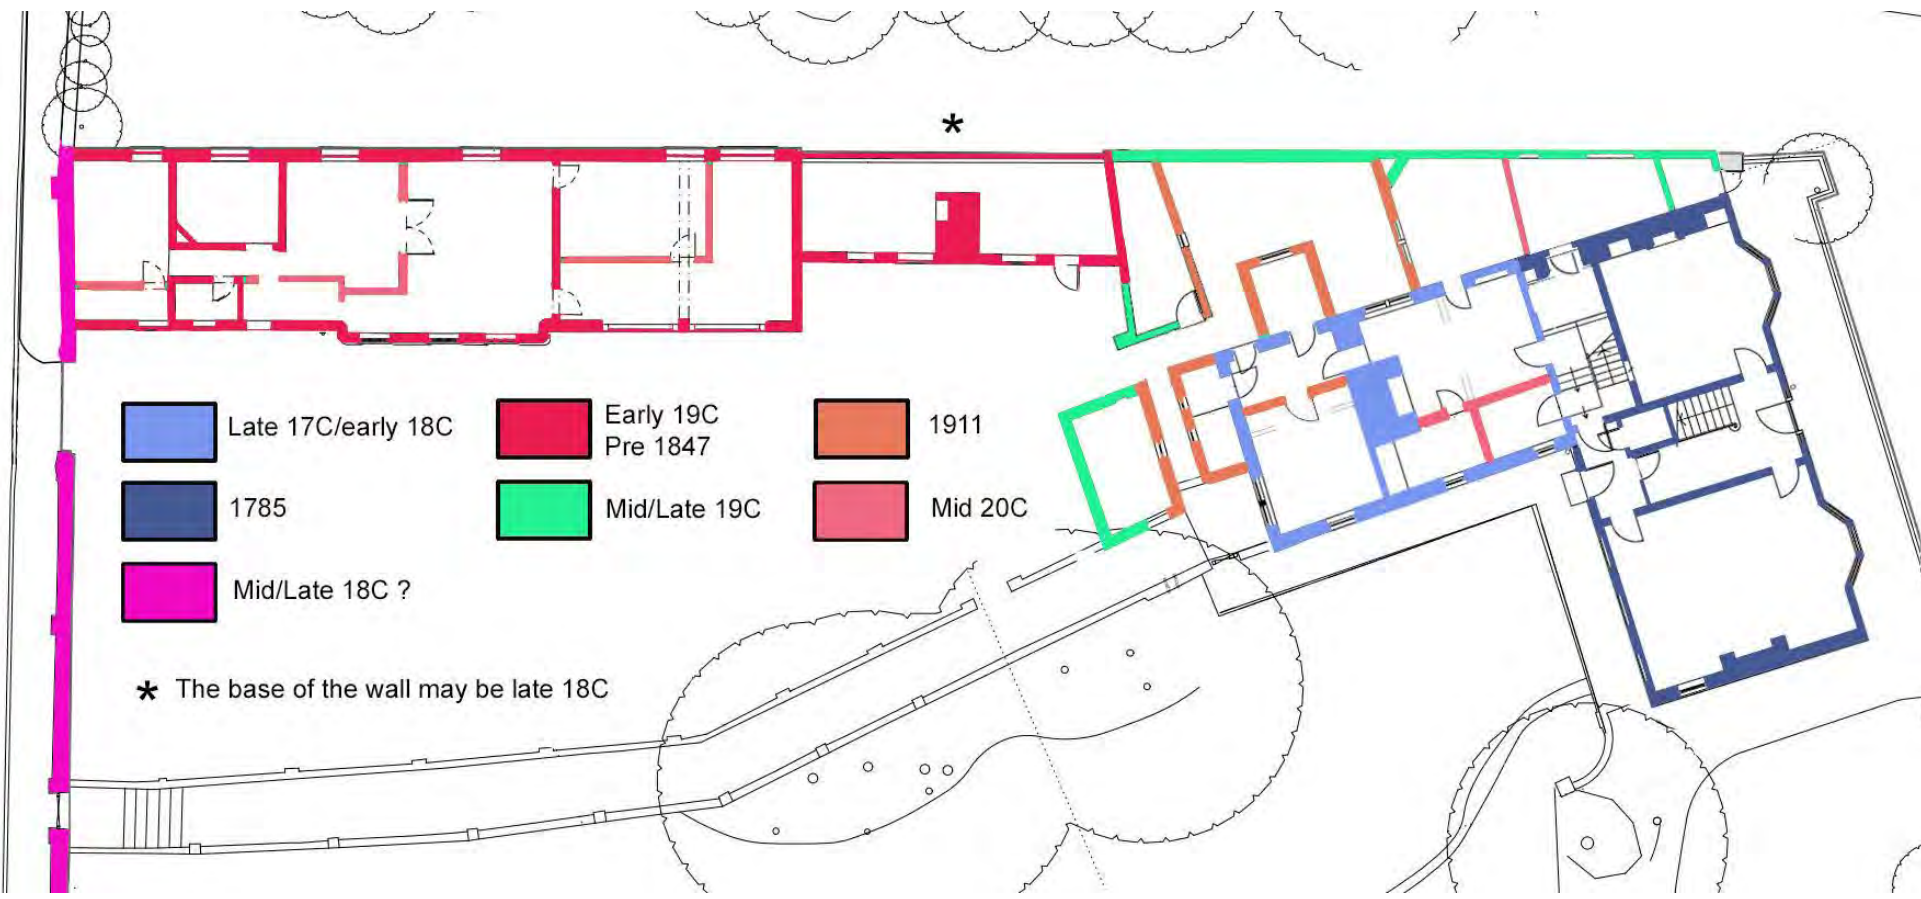 *
Late 17C/early 18C
Early 19C
Pre 1847
1911
1785
Mid/Late 19C
Mid 20C
Mid/Late 18C ?
* The base of the wall may be late 18C